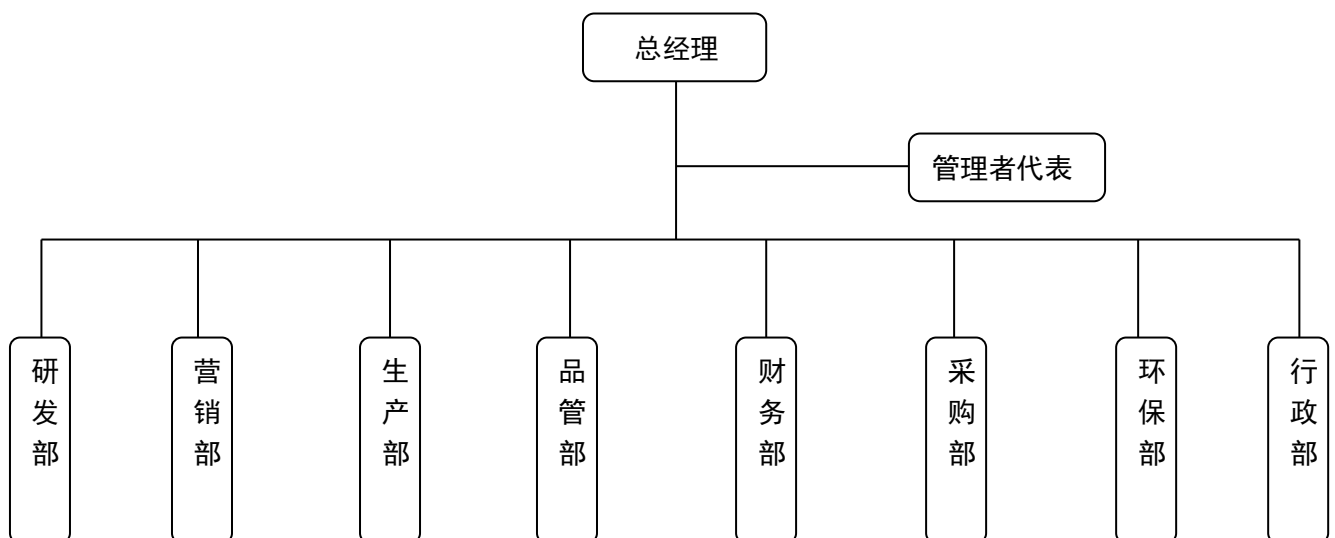 总经理
管理者代表
研发部
营销部
生产部
品管部
财务部
采购部
环保部
行政部